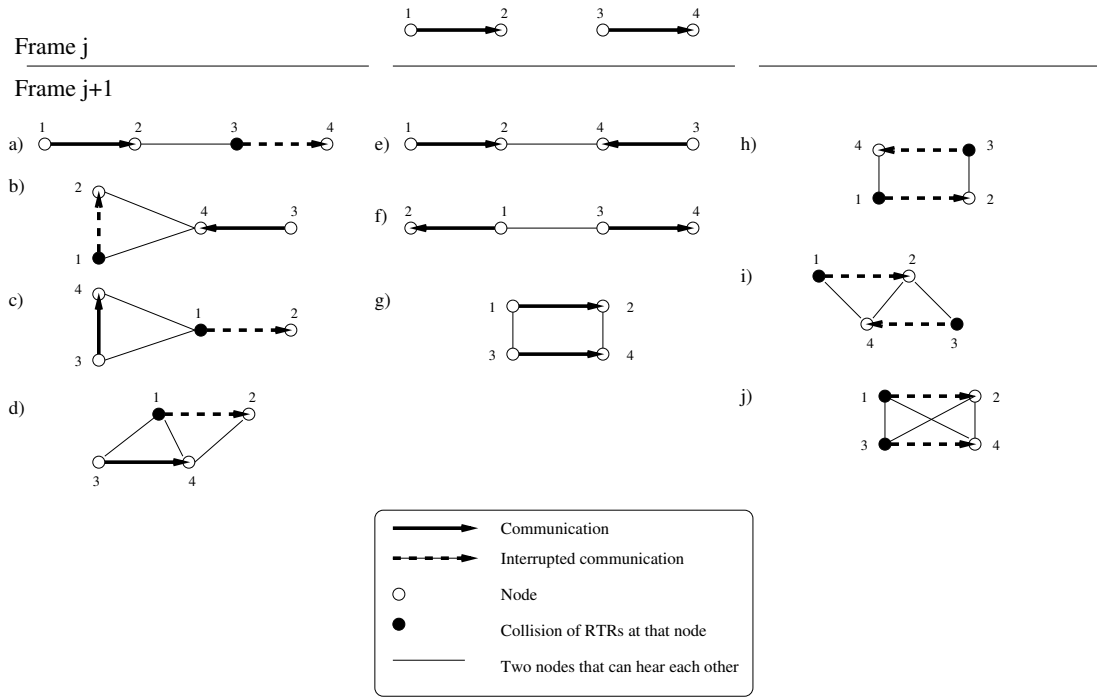 1 2 3 4
Frame j
Frame j+1
a) 1 2 3 4
b) 2 4 3 1
c) 4 1 2 3
d) 1 2 3 4
e) 1 2 4 3
f) 2 1 3 4
g) 1 2 3 4
h) 4 3 1 2
i) 1 2 4 3
j) 1 2 3 4
Communication
Interrupted communication
Node
Collision of RTRs at that node
Two nodes that can hear each other